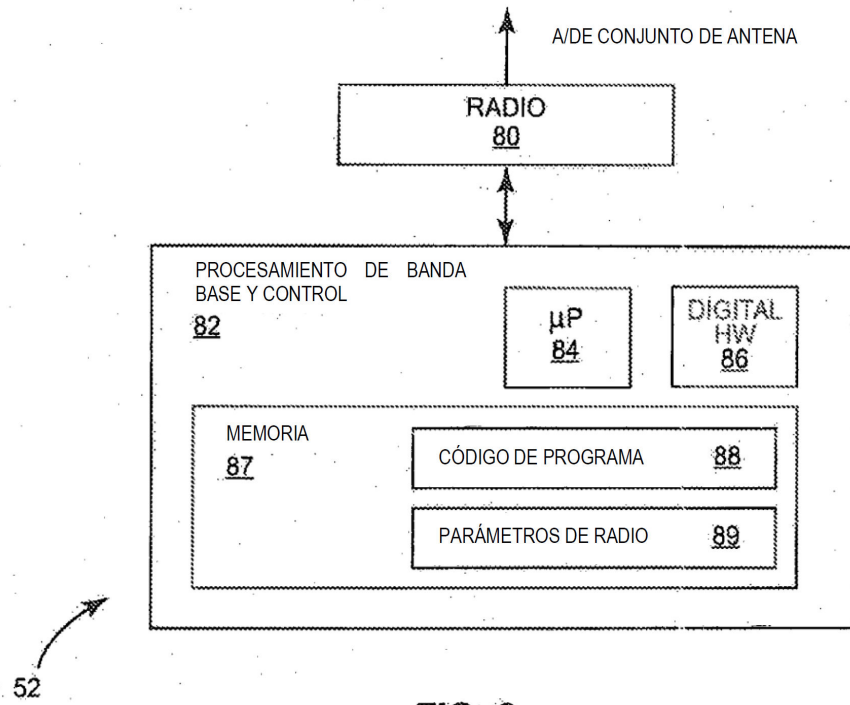 A/DE CONJUNTO DE ANTENA
RADIO
80
PROCESAMIENTO DE BANDA
BASE Y CONTROL
82
µP
84
DIGITAL
HW
86
MEMORIA
87
CÓDIGO DE PROGRAMA 88
PARÁMETROS DE RADIO 89
52